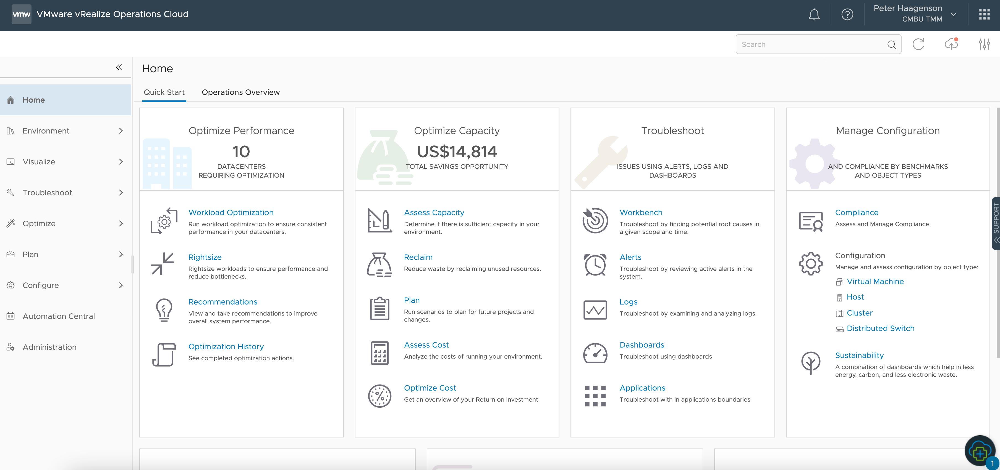 vmw VMware vRealize Operations Cloud
Peter Haagenson
CMBU TMM
Search
Home
Quick Start Operations Overview
Home
Environment
Visualize
Troubleshoot
Optimize
Plan
Configure
Automation Central
Administration
Optimize Performance
10
DATACENTERS
REQUIRING OPTIMIZATION
Workload Optimization
Run workload optimization to ensure consistent
performance in your datacenters.
Rightsize
Rightsize workloads to ensure performance and
reduce bottlenecks.
Recommendations
View and take recommendations to improve
overall system performance.
Optimization History
See completed optimization actions.
Optimize Capacity
US$14,814
TOTAL SAVINGS OPPORTUNITY
Assess Capacity
Determine if there is sufficient capacity in your
environment.
Reclaim
Reduce waste by reclaiming unused resources.
Plan
Run scenarios to plan for future projects and
changes.
Assess Cost
Analyze the costs of running your environment.
Optimize Cost
Get an overview of your Return on Investment.
Troubleshoot
ISSUES USING ALERTS, LOGS AND
DASHBOARDS
Workbench
Troubleshoot by finding potential root causes in
a given scope and time.
Alerts
Troubleshoot by reviewing active alerts in the
system.
Logs
Troubleshoot by examining and analyzing logs.
Dashboards
Troubleshoot using dashboards
Applications
Troubleshoot with in applications boundaries
Manage Configuration
AND COMPLIANCE BY BENCHMARKS
AND OBJECT TYPES
Compliance
Assess and Manage Compliance.
Configuration
Manage and assess configuration by object type:
Virtual Machine
Host
Cluster
Distributed Switch
Sustainability
A combination of dashboards which help in less
energy, carbon, and less electronic waste.
SUPPORT
1